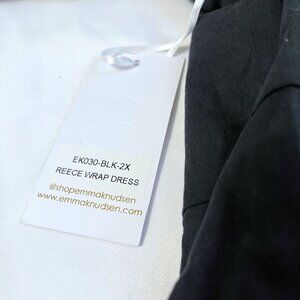 EK030-BLK-2X
REECE WRAP DRESS
@shopemmaknudsen
www.emmaknudsen.com